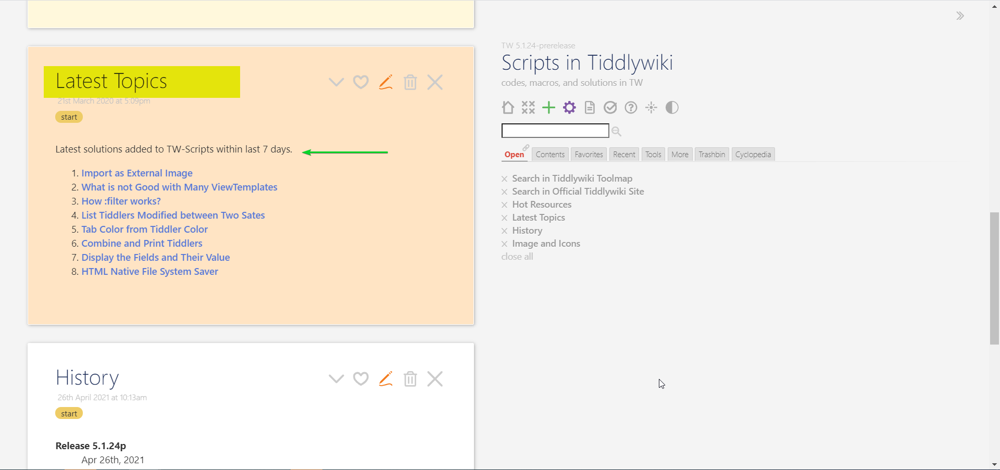 Latest Topics
21st March 2020 at 5:09pm
start
Latest solutions added to TW-Scripts within last 7 days.
1. Import as External Image
2. What is not Good with Many ViewTemplates
3. How :filter works?
4. List Tiddlers Modified between Two Sates
5. Tab Color from Tiddler Color
6. Combine and Print Tiddlers
7. Display the Fields and Their Value
8. HTML Native File System Saver
History
26th April 2021 at 10:13am
start
Release 5.1.24p
Apr 26th, 2021
TW 5.1.24-prerelease
Scripts in Tiddlywiki
codes, macros, and solutions in TW
Open Contents Favorites Recent Tools More Trashbin Cyclopedia
Search in Tiddlywiki Toolmap
Search in Official Tiddlywiki Site
Hot Resources
Latest Topics
History
Image and Icons
close all